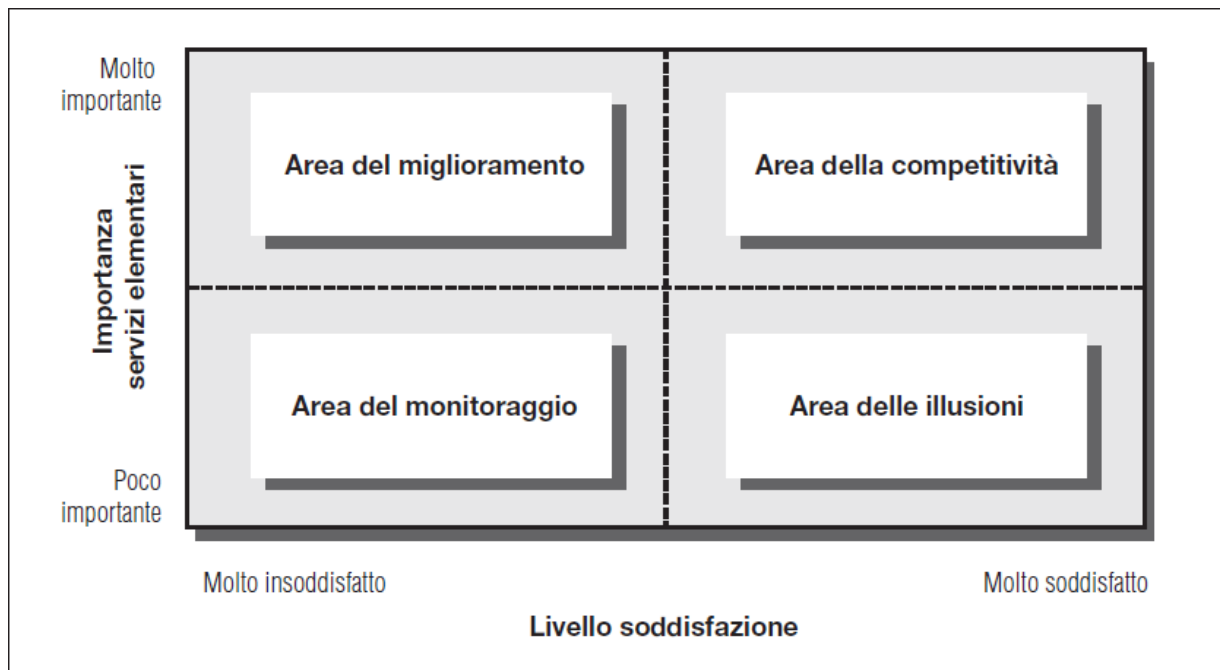 Molto
importante
Area del miglioramento
Area della competitività
Importanza
servizi elementari
Area del monitoraggio
Area delle illusioni
Poco
importante
Molto insoddisfatto
Molto soddisfatto
Livello soddisfazione